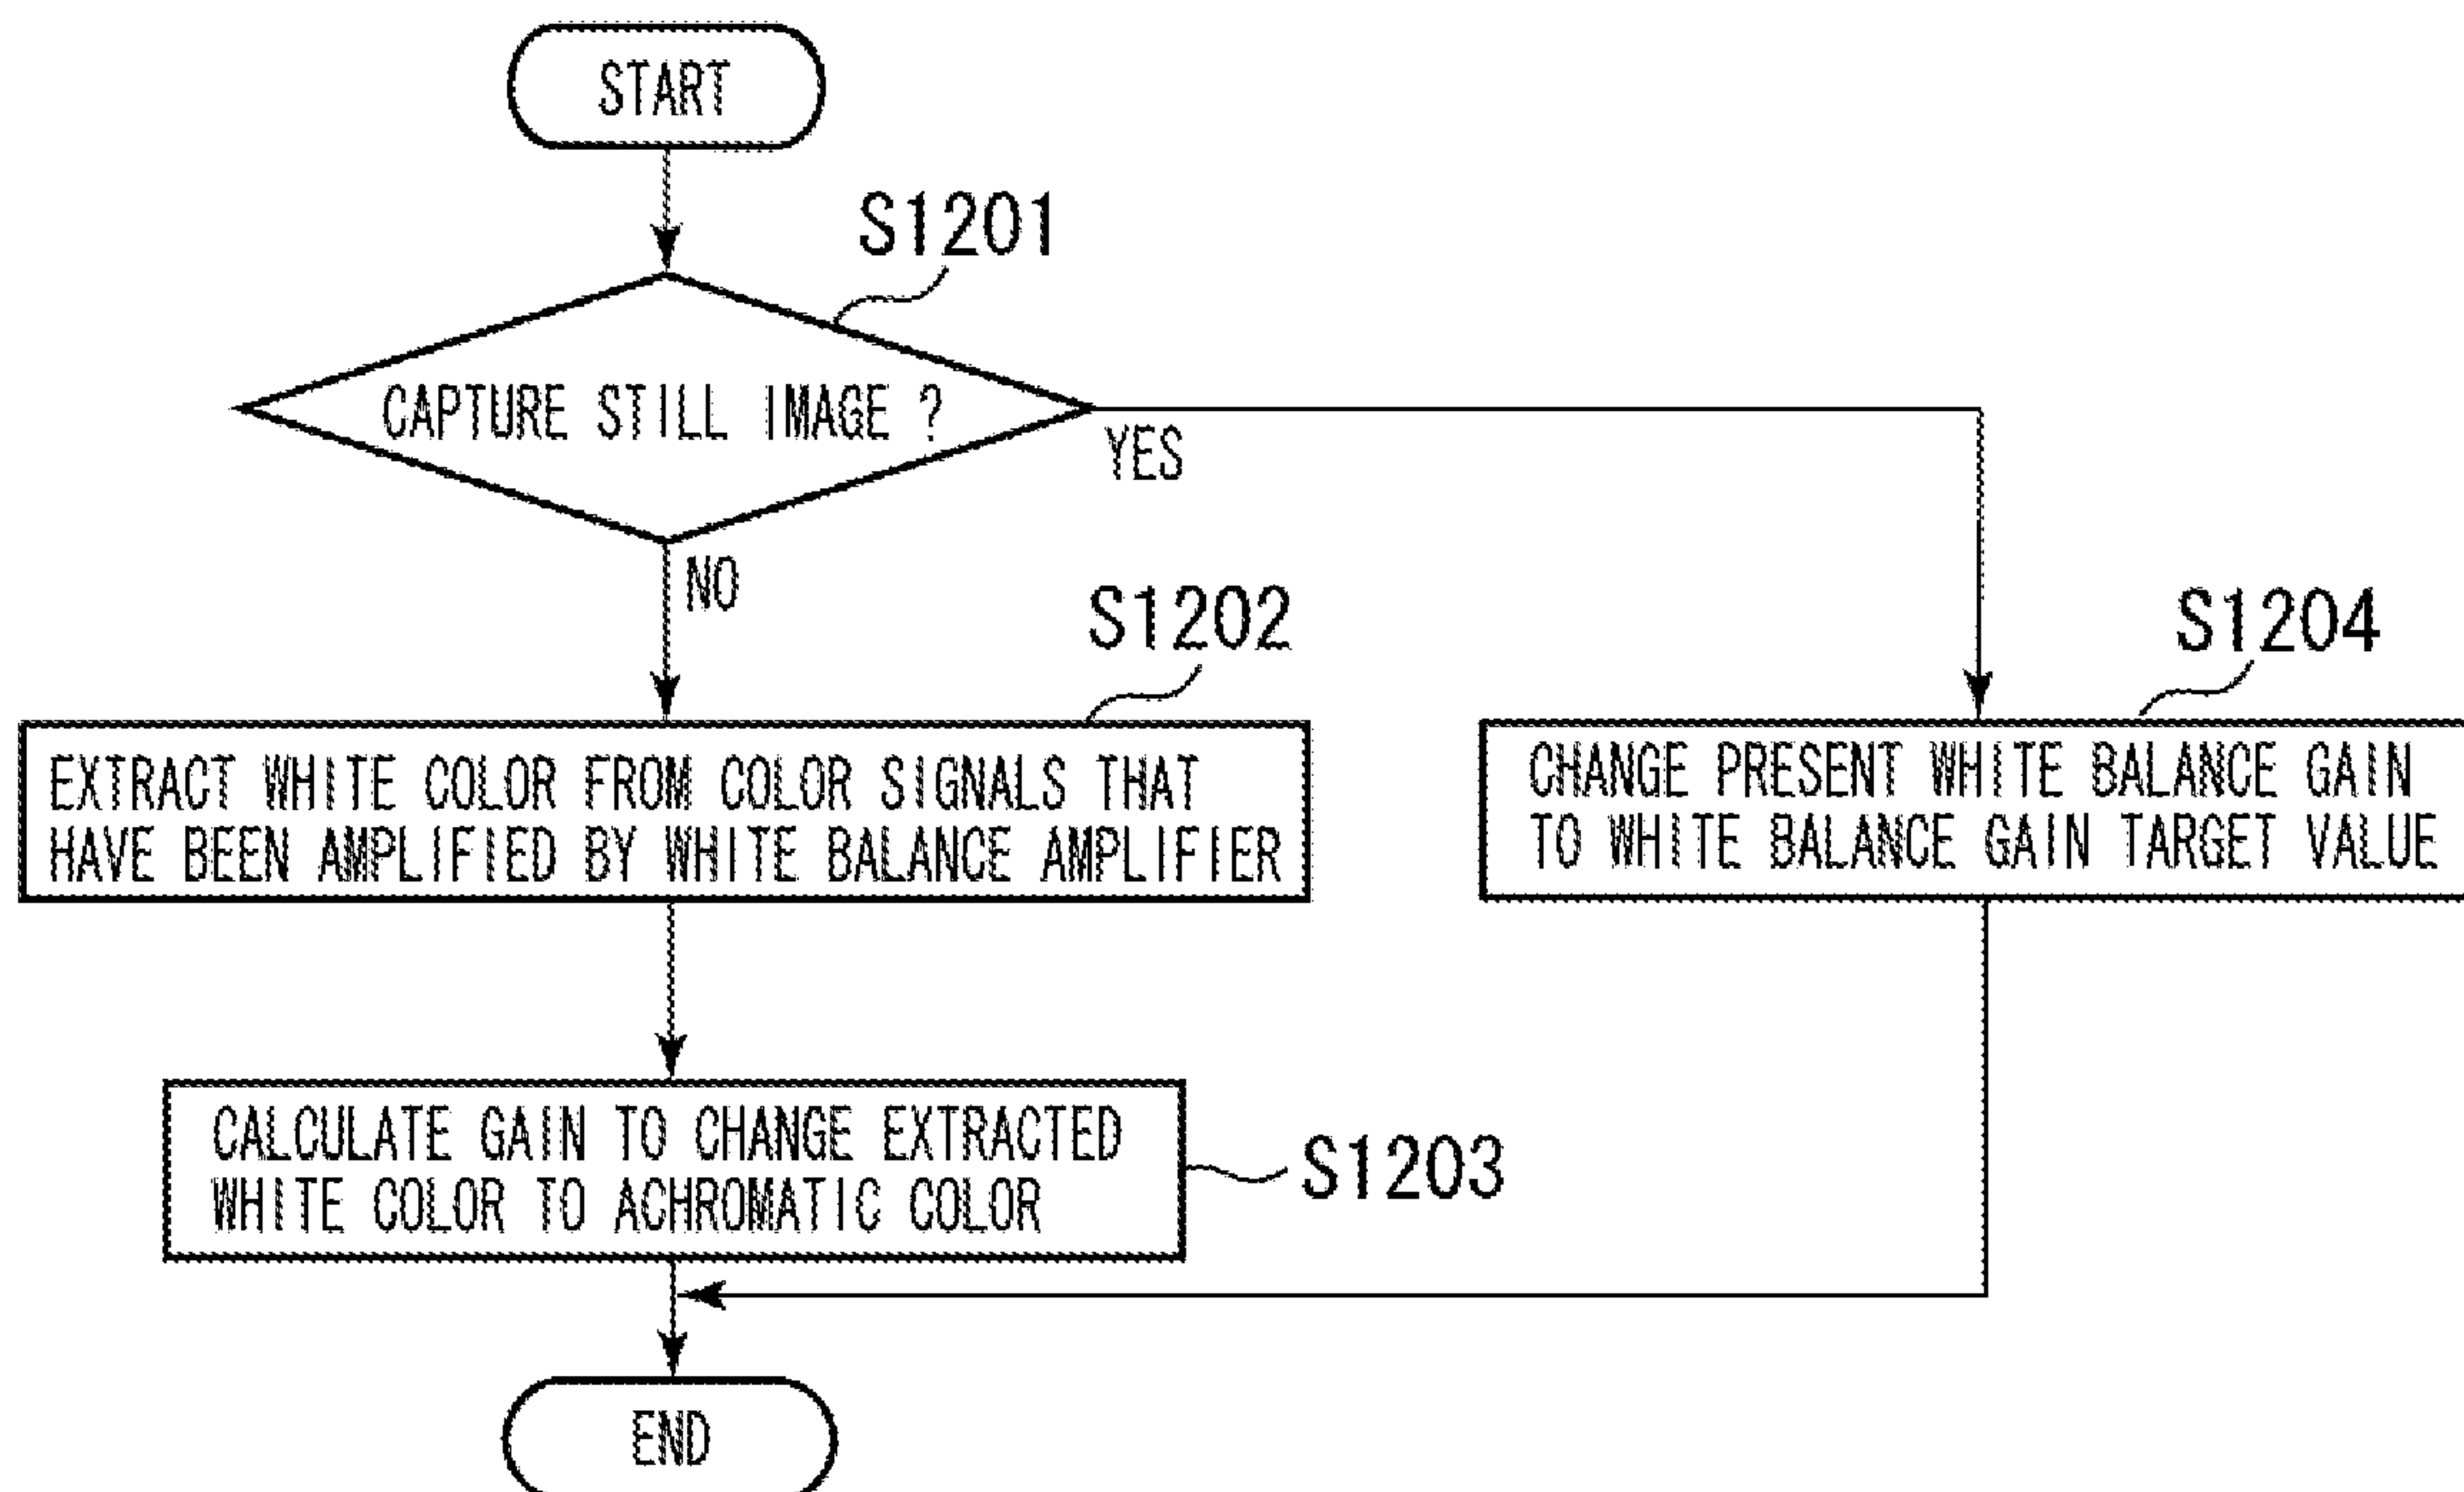 START
S1201
CAPTURE STILL IMAGE ?
YES
NO
S1202
S1204
EXTRACT WHITE COLOR FROM COLOR SIGNALS THAT
HAVE BEEN AMPLIFIED BY WHITE BALANCE AMPLIFIER
CHANGE PRESENT WHITE BALANCE GAIN
TO WHITE BALANCE GAIN TARGET VALUE
CALCULATE GAIN TO CHANGE EXTRACTED
WHITE COLOR TO ACHROMATIC COLOR
S1203
END